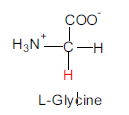 COO⁻
H₃N⁺—C—H
H
L-Glycine